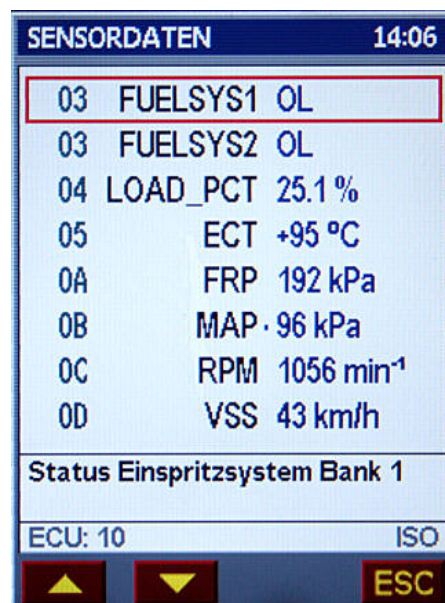 SENSORDATEN 14:06
03 FUELSYS1 OL
03 FUELSYS2 OL
04 LOAD_PCT 25.1 %
05 ECT +95 ºC
0A FRP 192 kPa
0B MAP 96 kPa
0C RPM 1056 min⁻¹
0D VSS 43 km/h
Status Einspritzsystem Bank 1
ECU: 10 ISO
ESC